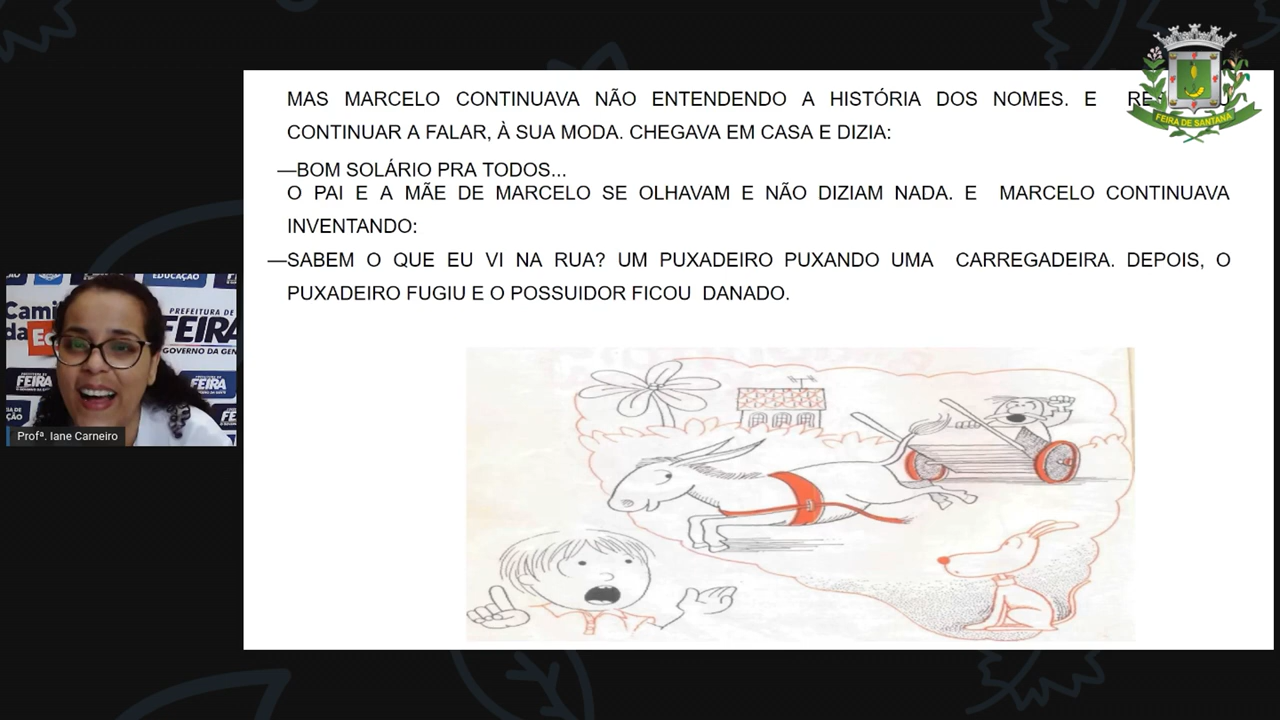 MAS MARCELO CONTINUAVA NÃO ENTENDENDO A HISTÓRIA DOS NOMES. E
CONTINUAR A FALAR, À SUA MODA. CHEGAVA EM CASA E DIZIA:
—BOM SOLÁRIO PRA TODOS...
O PAI E A MÃE DE MARCELO SE OLHAVAM E NÃO DIZIAM NADA. E MARCELO CONTINUAVA
INVENTANDO:
—SABEM O QUE EU VI NA RUA? UM PUXADEIRO PUXANDO UMA CARREGADEIRA. DEPOIS, O
PUXADEIRO FUGIU E O POSSUIDOR FICOU DANADO.
FEIRA DE SANTANA
EDUCAÇÃO
PREFEITURA DE
FEIRA
GOVERNO DA
FEIRA
FEIRA
Profª. Iane Carneiro